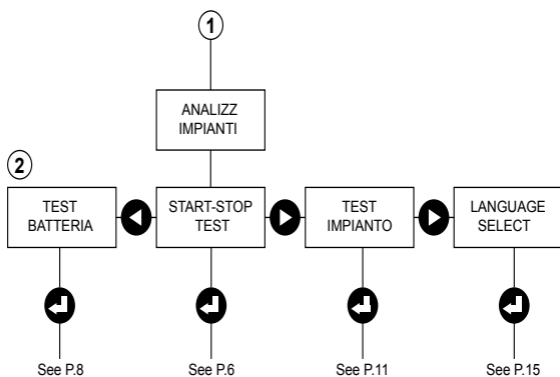 1
ANALIZZ
IMPIANTI
2
TEST
BATTERIA
START-STOP
TEST
TEST
IMPIANTO
LANGUAGE
SELECT
See P.8
See P.6
See P.11
See P.15